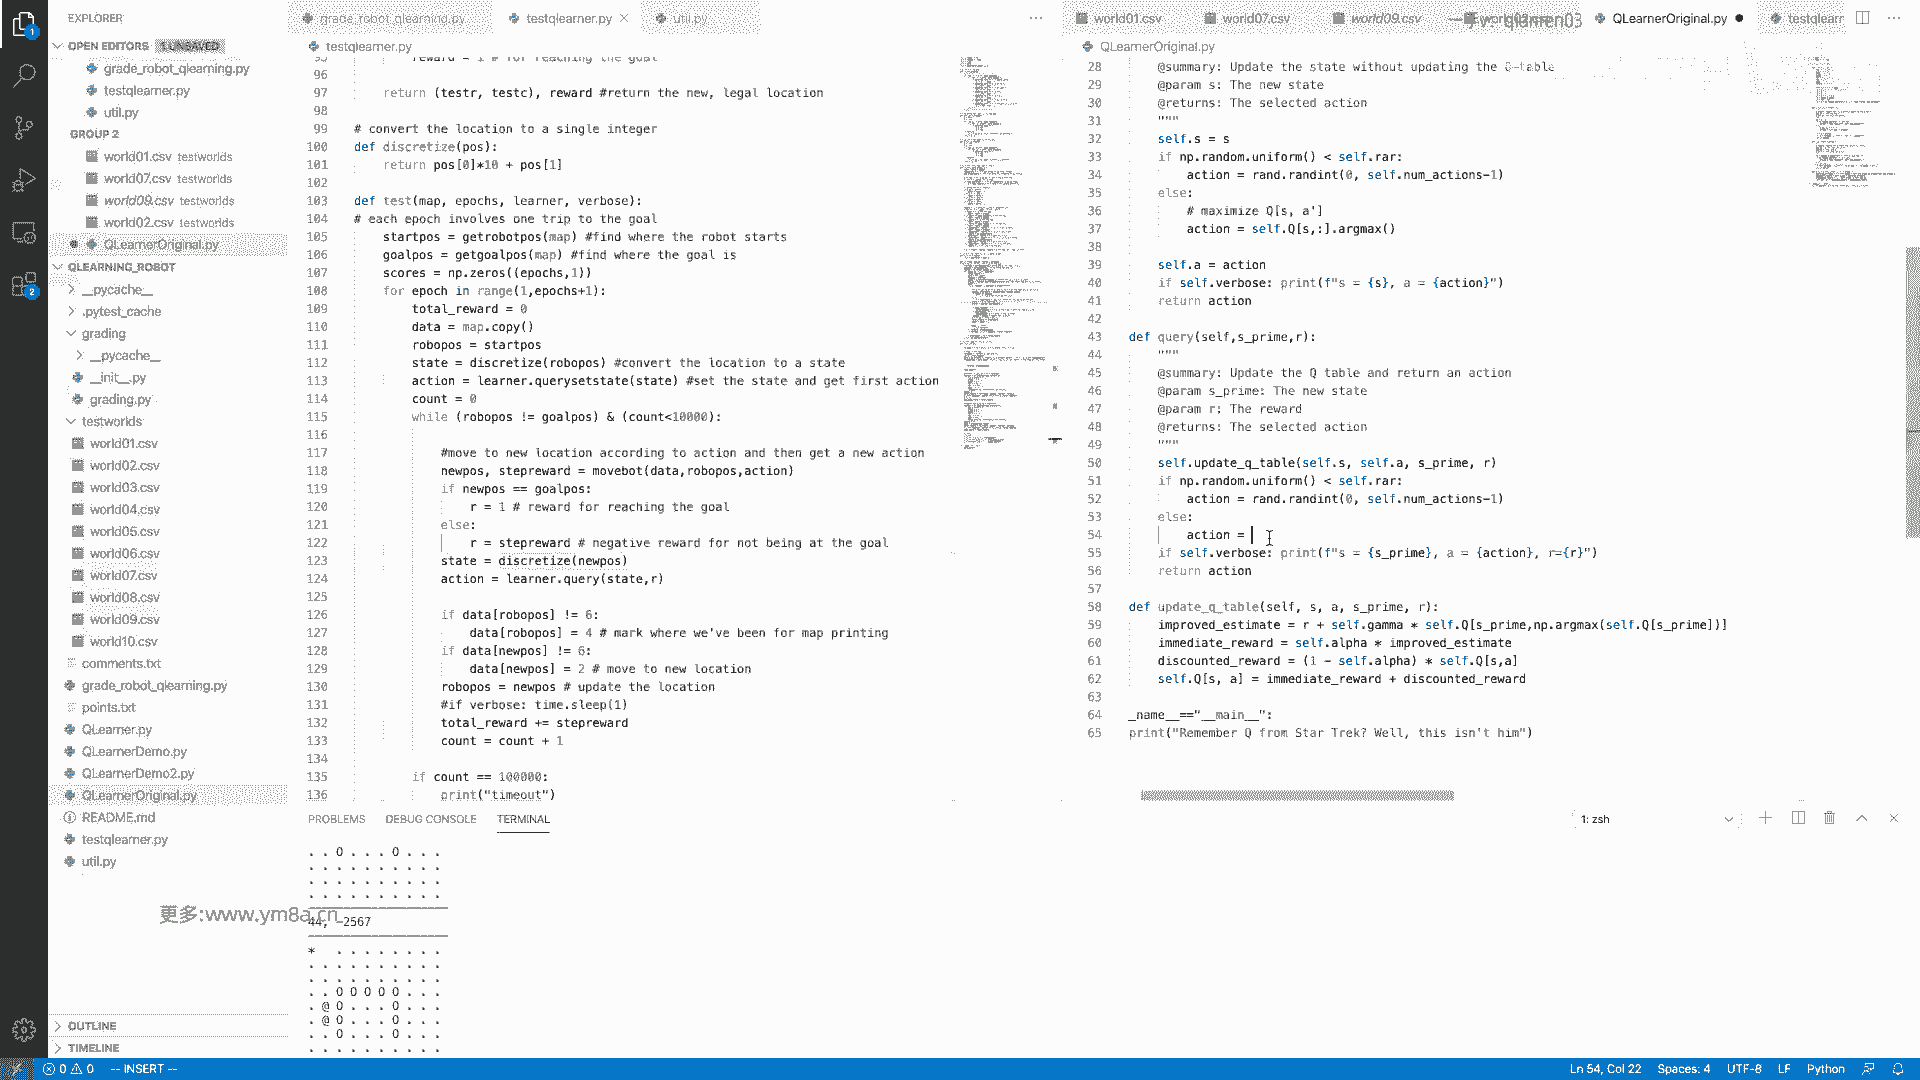 EXPLORER
OPEN EDITORS 1 UNSAVED
grade_robot_qlearning.py
testqlearner.py
util.py
GROUP 2
world01.csv testworlds
world07.csv testworlds
world09.csv testworlds
world02.csv testworlds
QLearnerOriginal.py
QLEARNING_ROBOT
__pycache__
.pytest_cache
grading
__pycache__
__init__.py
grading.py
testworlds
world01.csv
world02.csv
world03.csv
world04.csv
world05.csv
world06.csv
world07.csv
world08.csv
world09.csv
world10.csv
comments.txt
grade_robot_qlearning.py
points.txt
QLearner.py
QLearnerDemo.py
QLearnerDemo2.py
QLearnerOriginal.py
README.md
testqlearner.py
util.py
OUTLINE
TIMELINE
grade_robot_qlearning.py testqlearner.py util.py
testqlearner.py
95 reward = 1 # for reaching the goal
96
97 return (testr, testc), reward #return the new, legal location
98
99 # convert the location to a single integer
100 def discretize(pos):
101 return pos[0]*10 + pos[1]
102
103 def test(map, epochs, learner, verbose):
104 # each epoch involves one trip to the goal
105 startpos = getrobotpos(map) #find where the robot starts
106 goalpos = getgoalpos(map) #find where the goal is
107 scores = np.zeros((epochs,1))
108 for epoch in range(1,epochs+1):
109 total_reward = 0
110 data = map.copy()
111 robopos = startpos
112 state = discretize(robopos) #convert the location to a state
113 action = learner.querysetstate(state) #set the state and get first action
114 count = 0
115 while (robopos != goalpos) & (count<10000):
116
117 #move to new location according to action and then get a new action
118 newpos, stepreward = movebot(data,robopos,action)
119 if newpos == goalpos:
120 r = 1 # reward for reaching the goal
121 else:
122 r = stepreward # negative reward for not being at the goal
123 state = discretize(newpos)
124 action = learner.query(state,r)
125
126 if data[robopos] != 6:
127 data[robopos] = 4 # mark where we've been for map printing
128 if data[newpos] != 6:
129 data[newpos] = 2 # move to new location
130 robopos = newpos # update the location
131 #if verbose: time.sleep(1)
132 total_reward += stepreward
133 count = count + 1
134
135 if count == 100000:
136 print("timeout")
world01.csv world07.csv world09.csv QLearnerOriginal.py testqlearr
QLearnerOriginal.py
28 @summary: Update the state without updating the Q-table
29 @param s: The new state
30 @returns: The selected action
31 """
32 self.s = s
33 if np.random.uniform() < self.rar:
34 action = rand.randint(0, self.num_actions-1)
35 else:
36 # maximize Q[s, a']
37 action = self.Q[s,:].argmax()
38
39 self.a = action
40 if self.verbose: print(f"s = {s}, a = {action}")
41 return action
42
43 def query(self,s_prime,r):
44 """
45 @summary: Update the Q table and return an action
46 @param s_prime: The new state
47 @param r: The reward
48 @returns: The selected action
49 """
50 self.update_q_table(self.s, self.a, s_prime, r)
51 if np.random.uniform() < self.rar:
52 action = rand.randint(0, self.num_actions-1)
53 else:
54 action =
55 if self.verbose: print(f"s = {s_prime}, a = {action}, r={r}")
56 return action
57
58 def update_q_table(self, s, a, s_prime, r):
59 improved_estimate = r + self.gamma * self.Q[s_prime,np.argmax(self.Q[s_prime])]
60 immediate_reward = self.alpha * improved_estimate
61 discounted_reward = (1 - self.alpha) * self.Q[s,a]
62 self.Q[s, a] = immediate_reward + discounted_reward
63
64 _name__=="__main__":
65 print("Remember Q from Star Trek? Well, this isn't him")
PROBLEMS DEBUG CONSOLE TERMINAL
1: zsh
. . O . . . O . . .
. . . . . . . . . .
. . . . . . . . . .
. . . . . . . . . .
44, -2567
* . . . . . . . .
. . . . . . . . . .
. . . . . . . . . .
. . O O O O O . . .
. @ O . . . O . . .
. @ O . . . O . . .
. . O . . . O . . .
. . . . . . . . . .
更多:www.ym8a.cn
0 0 -- INSERT --
Ln 54, Col 22 Spaces: 4 UTF-8 LF Python